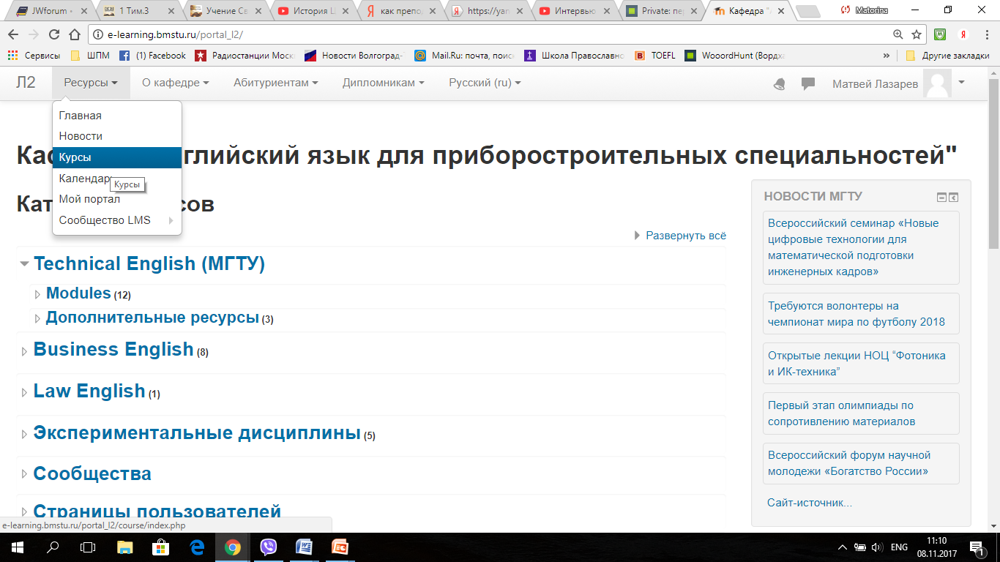 JWforum
1 Тим.3
Учение Св
История Ц
как препо
https://yan
Интервью
Private: пе
Кафедра "А
Matorina
e-learning.bmstu.ru/portal_l2/
Сервисы ШПМ (1) Facebook Радиостанции Моск Новости Волгоград- Mail.Ru: почта, поиск Школа Православно TOEFL WooordHunt (Вордха » Другие закладки
Л2 Ресурсы О кафедре Абитуриентам Дипломникам Русский (ru) Матвей Лазарев
Главная
Новости
Курсы
Календар
Курсы
Мой портал
Сообщество LMS
Ка глийский язык для приборостроительных специальностей"
Кат сов
Развернуть всё
Technical English (МГТУ)
Modules (12)
Дополнительные ресурсы (3)
Business English (8)
Law English (1)
Экспериментальные дисциплины (5)
Сообщества
Страницы пользователей
НОВОСТИ МГТУ
Всероссийский семинар «Новые
цифровые технологии для
математической подготовки
инженерных кадров»
Требуются волонтеры на
чемпионат мира по футболу 2018
Открытые лекции НОЦ “Фотоника
и ИК-техника”
Первый этап олимпиады по
сопротивлению материалов
Всероссийский форум научной
молодежи «Богатство России»
Сайт-источник...
e-learning.bmstu.ru/portal_l2/course/index.php
ENG
11:10
08.11.2017
1